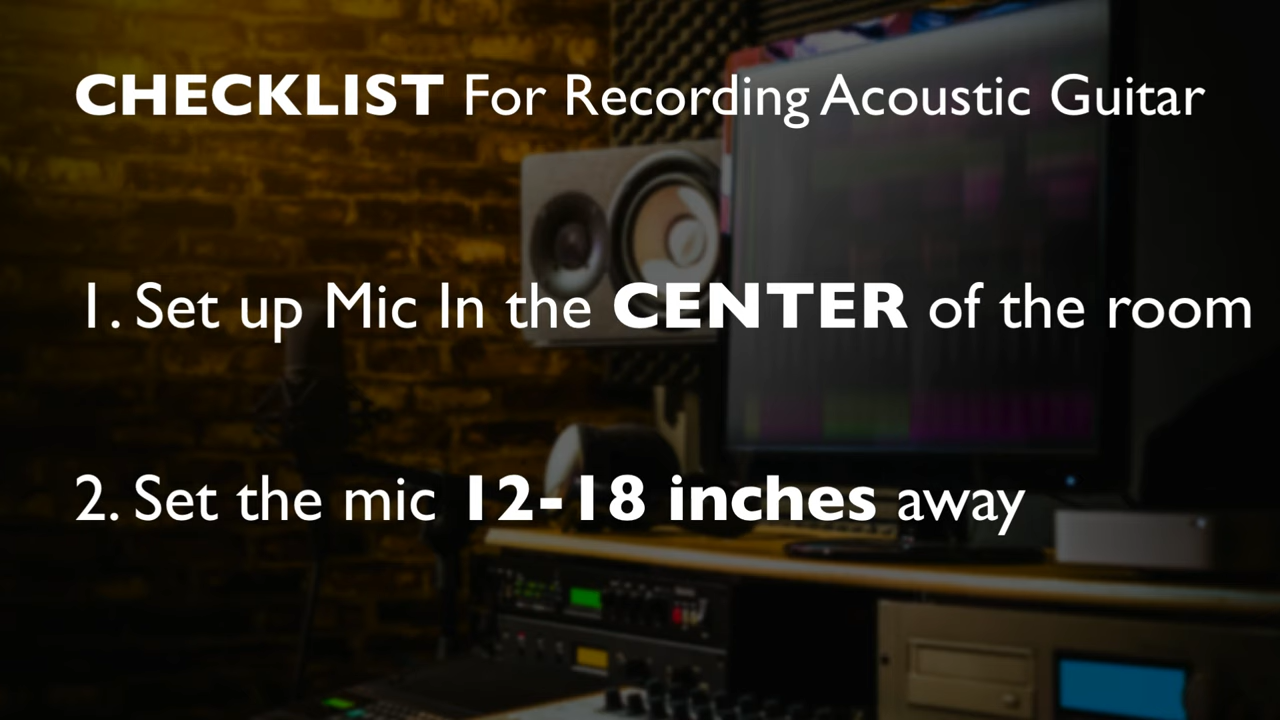 CHECKLIST For Recording Acoustic Guitar
1. Set up Mic In the CENTER of the room
2. Set the mic 12-18 inches away